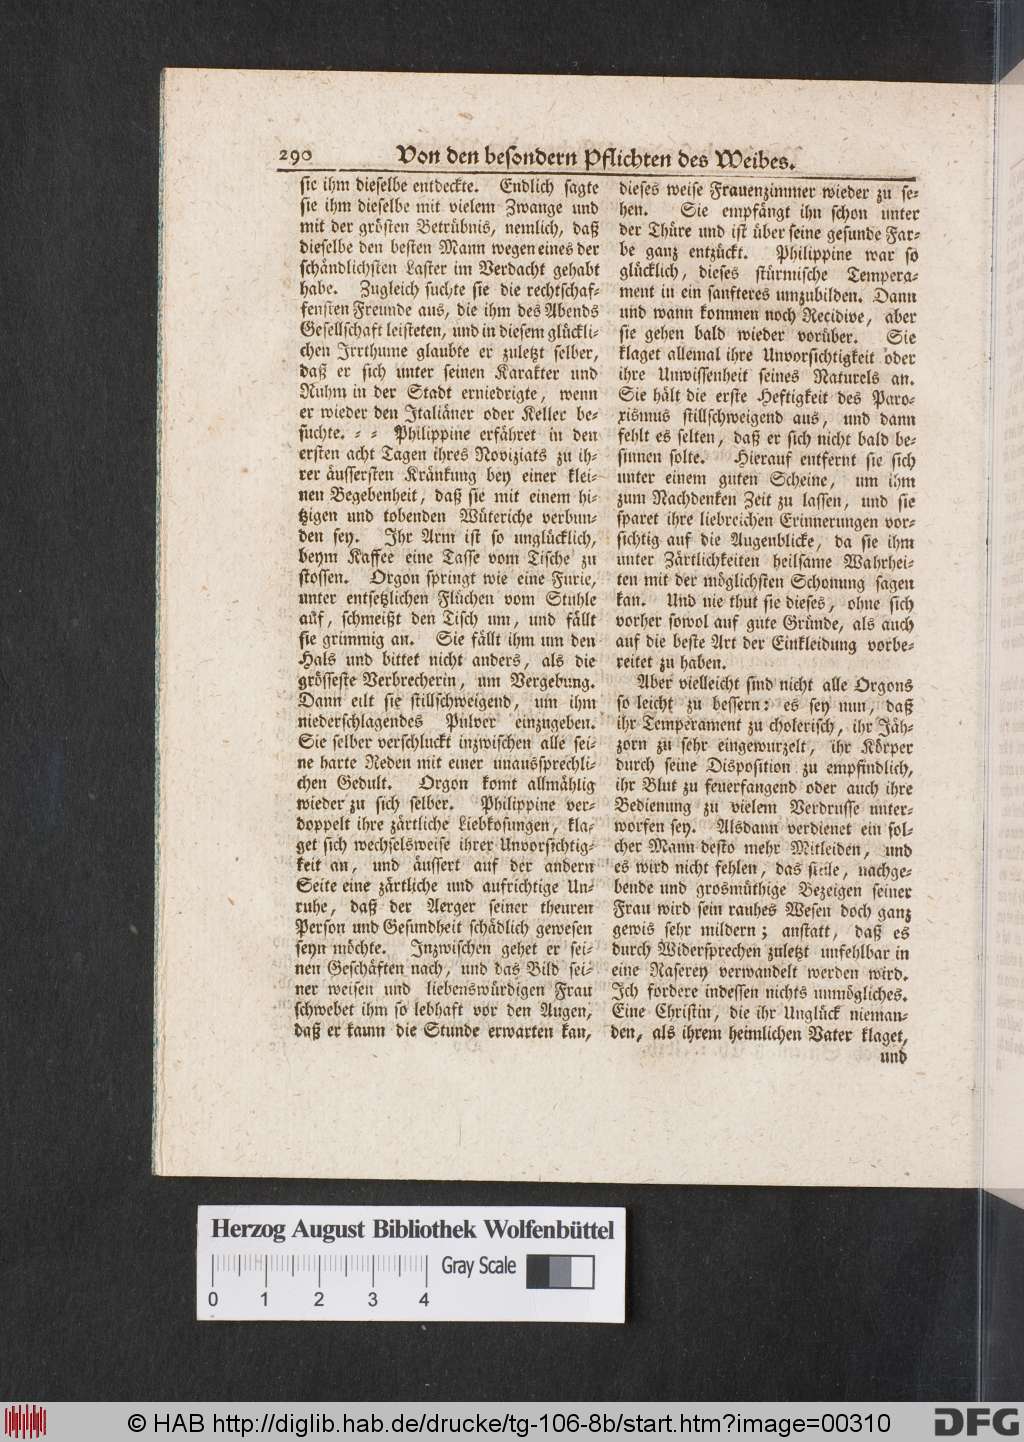 290 Von den besondern Pflichten des Weibes.
sie ihm dieselbe entdeckte. Endlich sagte
sie ihm dieselbe mit vielem Zwange und
mit der grösten Betrübnis, nemlich, daß
dieselbe den besten Mann wegen eines der
schändlichsten Laster im Verdacht gehabt
habe. Zugleich suchte sie die rechtschaf-
fensten Freunde aus, die ihm des Abends
Gesellschaft leisteten, und in diesem glückli-
chen Irrthume glaubte er zuletzt selber,
daß er sich unter seinen Karakter und
Ruhm in der Stadt erniedrigte, wenn
er wieder den Italiäner oder Keller be-
suchte. = = Philippine erfähret in den
ersten acht Tagen ihres Noviziats zu ih-
rer äussersten Kränkung bey einer klei-
nen Begebenheit, daß sie mit einem hi-
tzigen und tobenden Wüteriche verbun-
den sey. Ihr Arm ist so unglücklich,
beym Kaffee eine Tasse vom Tische zu
stossen. Orgon springt wie eine Furie,
unter entsetzlichen Flüchen vom Stuhle
auf, schmeißt den Tisch um, und fällt
sie grimmig an. Sie fällt ihm um den
Hals und bittet nicht anders, als die
grösseste Verbrecherin, um Vergebung.
Dann eilt sie stillschweigend, um ihm
niederschlagendes Pulver einzugeben.
Sie selber verschluckt inzwischen alle sei-
ne harte Reden mit einer unaussprechli-
chen Gedult. Orgon komt allmählig
wieder zu sich selber. Philippine ver-
doppelt ihre zärtliche Liebkosungen, kla-
get sich wechselsweise ihrer Unvorsichtig-
keit an, und äussert auf der andern
Seite eine zärtliche und aufrichtige Un-
ruhe, daß der Aerger seiner theuren
Person und Gesundheit schädlich gewesen
seyn möchte. Inzwischen gehet er sei-
nen Geschäften nach, und das Bild sei-
ner weisen und liebenswürdigen Frau
schwebet ihm so lebhaft vor den Augen,
daß er kaum die Stunde erwarten kan,
dieses weise Frauenzimmer wieder zu se-
hen. Sie empfängt ihn schon unter
der Thüre und ist über seine gesunde Far-
be ganz entzückt. Philippine war so
glücklich, dieses stürmische Tempera-
ment in ein sanfteres umzubilden. Dann
und wann kommen noch Recidive, aber
sie gehen bald wieder vorüber. Sie
klaget allemal ihre Unvorsichtigkeit oder
ihre Unwissenheit seines Naturels an.
Sie hält die erste Heftigkeit des Paro-
xismus stillschweigend aus, und dann
fehlt es selten, daß er sich nicht bald be-
sinnen solte. Hierauf entfernt sie sich
unter einem guten Scheine, um ihm
zum Nachdenken Zeit zu lassen, und sie
sparet ihre liebreichen Erinnerungen vor-
sichtig auf die Augenblicke, da sie ihm
unter Zärtlichkeiten heilsame Wahrhei-
ten mit der möglichsten Schonung sagen
kan. Und nie thut sie dieses, ohne sich
vorher sowol auf gute Gründe, als auch
auf die beste Art der Einkleidung vorbe-
reitet zu haben.
Aber vielleicht sind nicht alle Orgons
so leicht zu bessern: es sey nun, daß
ihr Temperament zu cholerisch, ihr Jäh-
zorn zu sehr eingewurzelt, ihr Körper
durch seine Disposition zu empfindlich,
ihr Blut zu feuerfangend oder auch ihre
Bedienung zu vielem Verdrusse unter-
worfen sey. Alsdann verdienet ein sol-
cher Mann desto mehr Mitleiden, und
es wird nicht fehlen, das stille, nachge-
bende und grosmüthige Bezeigen seiner
Frau wird sein rauhes Wesen doch ganz
gewis sehr mildern; anstatt, daß es
durch Widersprechen zuletzt unfehlbar in
eine Raserey verwandelt werden wird.
Ich fordere indessen nichts unmögliches.
Eine Christin, die ihr Unglück nieman-
den, als ihrem heimlichen Vater klaget,
und
Herzog August Bibliothek Wolfenbüttel
Gray Scale
0 1 2 3 4
© HAB http://diglib.hab.de/drucke/tg-106-8b/start.htm?image=00310
DFG